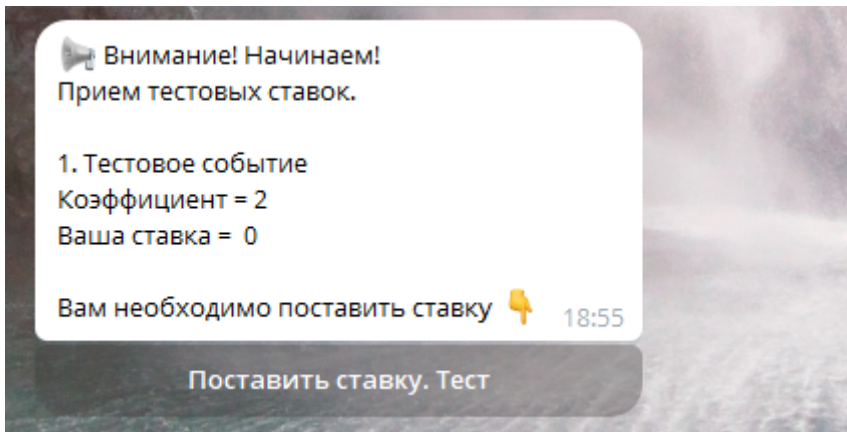 📢 Внимание! Начинаем!
Прием тестовых ставок.
1. Тестовое событие
Коэффициент = 2
Ваша ставка =  0
Вам необходимо поставить ставку 👇
18:55
Поставить ставку. Тест